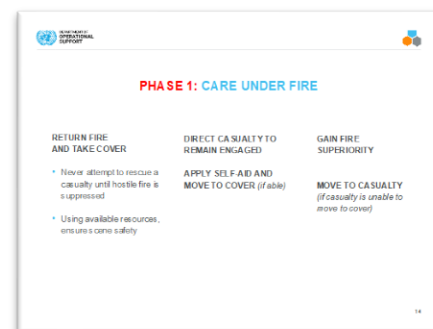 DEPARTMENT OF
OPERATIONAL
SUPPORT
PHASE 1: CARE UNDER FIRE
RETURN FIRE
AND TAKE COVER
• Never attempt to rescue a
casualty until hostile fire is
suppressed
• Using available resources,
ensure scene safety
DIRECT CASUALTY TO
REMAIN ENGAGED
APPLY SELF-AID AND
MOVE TO COVER (if able)
GAIN FIRE
SUPERIORITY
MOVE TO CASUALTY
(if casualty is unable to
move to cover)
14